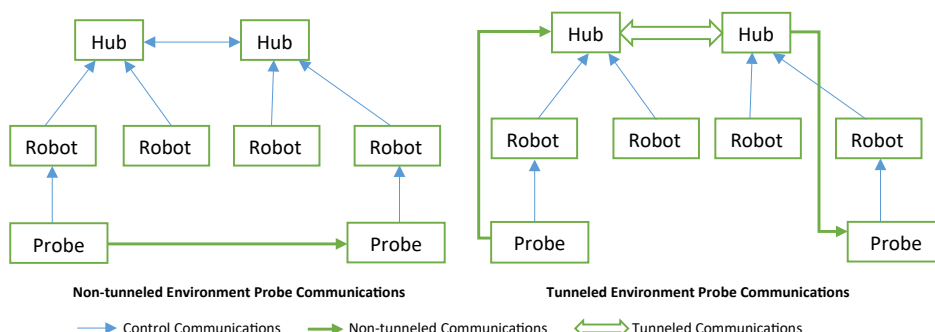 Hub Hub Hub Hub
Robot Robot Robot Robot Robot Robot Robot Robot
Probe Probe Probe Probe
Non-tunneled Environment Probe Communications Tunneled Environment Probe Communications
Control Communications Non-tunneled Communications Tunneled Communications